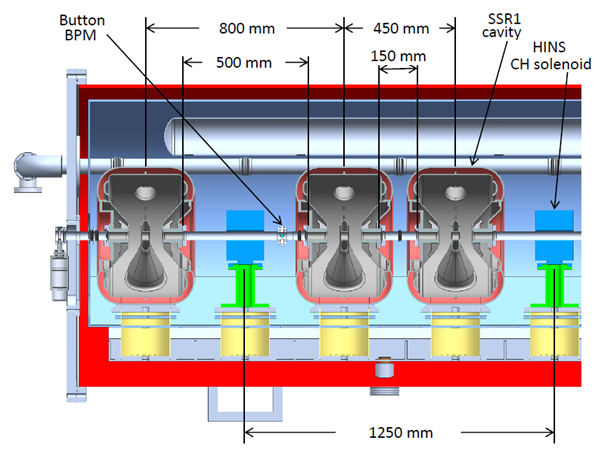 Button
BPM
800 mm
450 mm
SSR1
cavity
500 mm
150 mm
HINS
CH solenoid
1250 mm